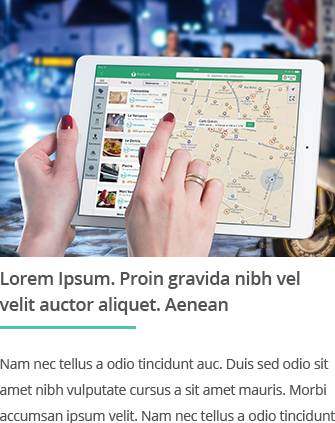 Lorem Ipsum. Proin gravida nibh vel
velit auctor aliquet. Aenean
Nam nec tellus a odio tincidunt auc. Duis sed odio sit
amet nibh vulputate cursus a sit amet mauris. Morbi
accumsan ipsum velit. Nam nec tellus a odio tincidunt